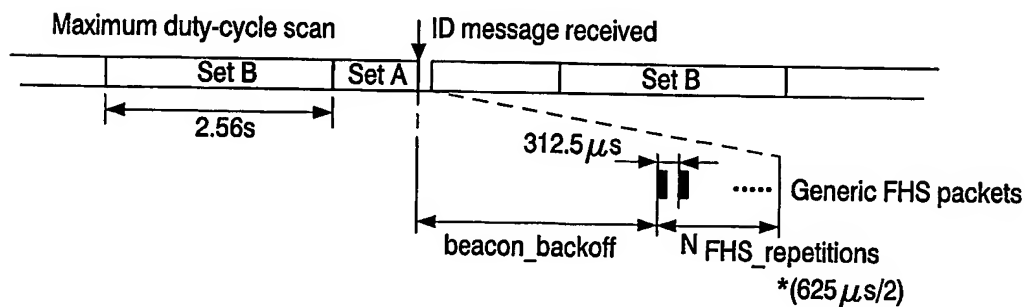 Maximum duty-cycle scan
ID message received
Set B
Set A
Set B
2.56s
312.5μs
Generic FHS packets
beacon_backoff
N FHS_repetitions
*(625μs/2)